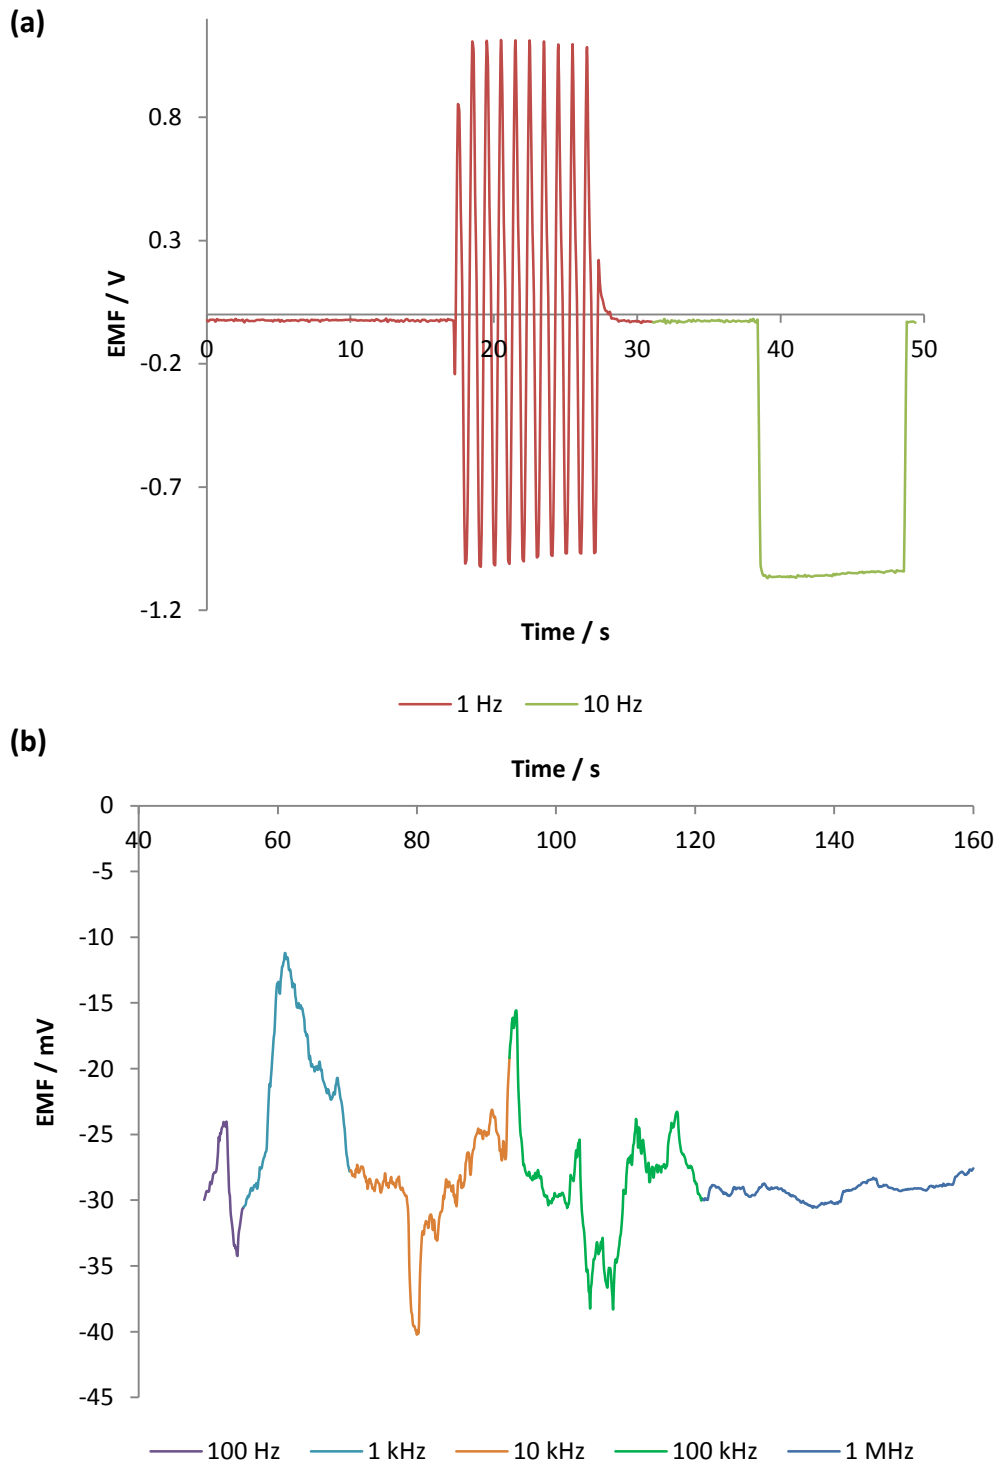 (a)
0.8
0.3
EMF / V
0 10 20 30 40 50
-0.2
-0.7
-1.2
Time / s
1 Hz 10 Hz
(b)
Time / s
0
40 60 80 100 120 140 160
-5
-10
-15
-20
EMF / mV
-25
-30
-35
-40
-45
100 Hz 1 kHz 10 kHz 100 kHz 1 MHz